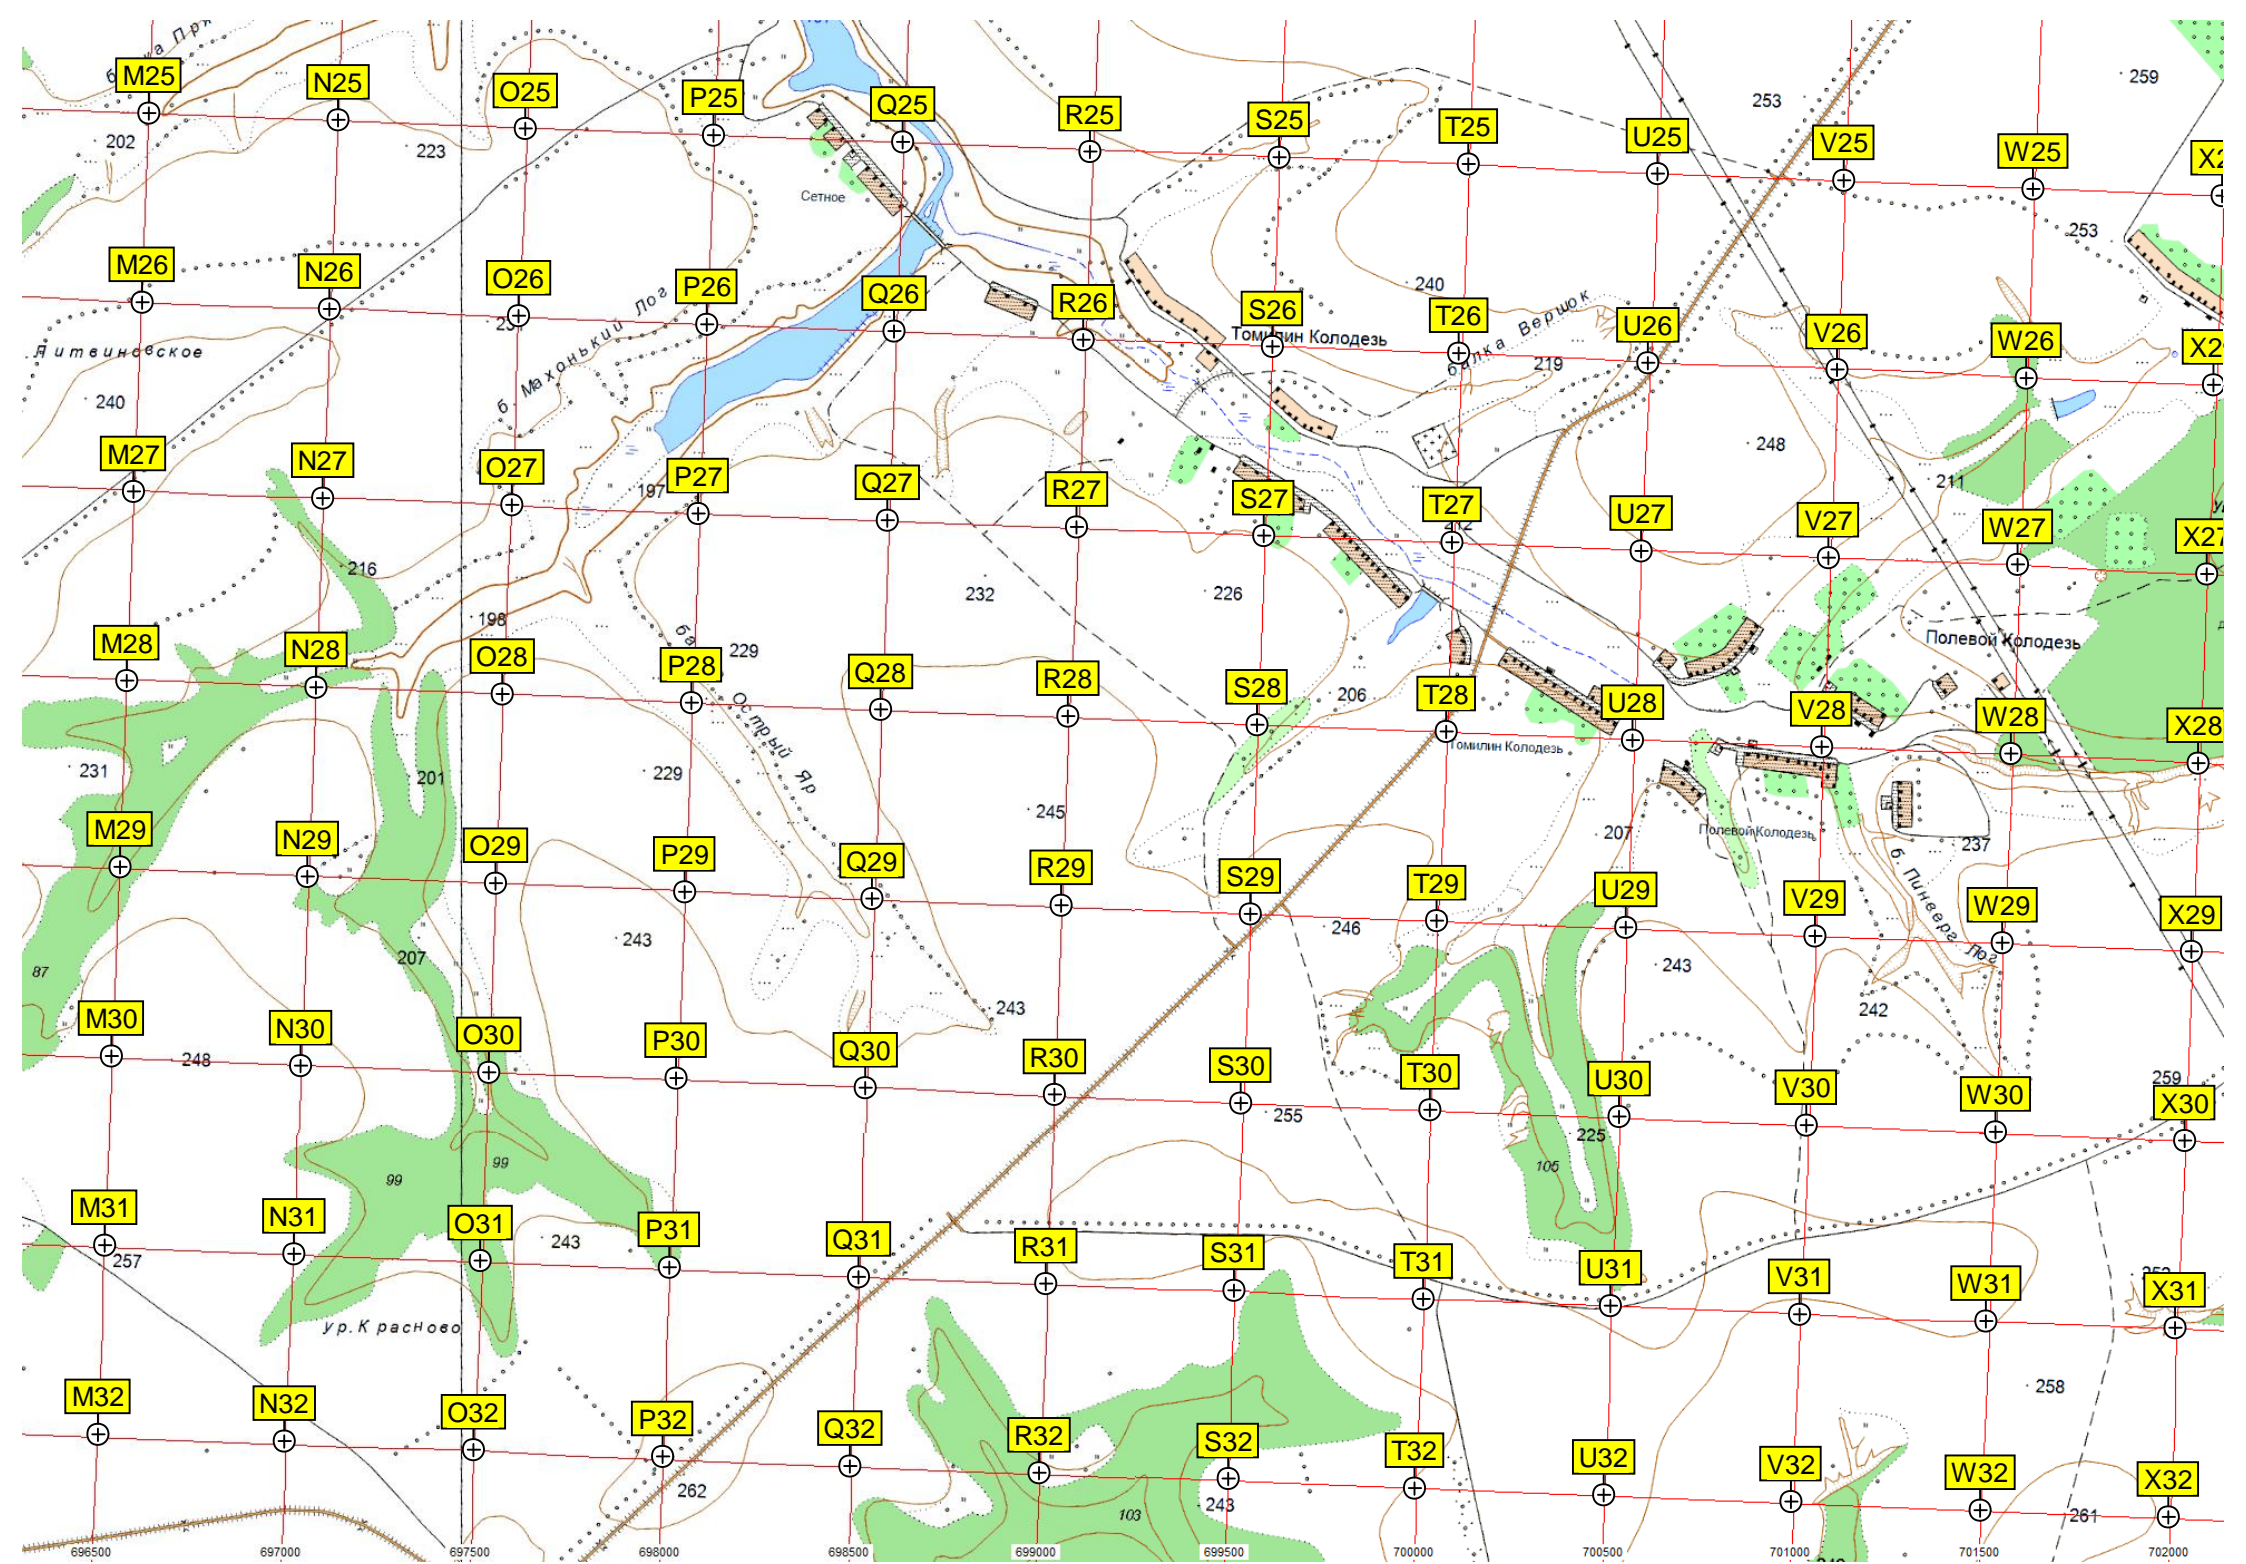 M25
N25
O25
P25
Q25
R25
S25
T25
U25
V25
W25
259
253
202
223
Сетное
253
M26
N26
O26
P26
Q26
R26
S26
T26
U26
V26
W26
240
Томилин Колодезь
балка Вершок
219
б. Махонький Лог
Литвиновское
240
248
211
M27
N27
O27
P27
Q27
R27
S27
T27
U27
V27
W27
X27
197
216
198
232
226
229
Полевой Колодезь
M28
N28
O28
P28
Q28
R28
S28
T28
U28
V28
W28
X28
206
Томилин Колодезь
Острый Яр
231
201
229
245
207
Полевой Колодезь
237
б. Пинверг Лог
M29
N29
O29
P29
Q29
R29
S29
T29
U29
V29
W29
X29
87
207
243
246
243
243
242
M30
N30
O30
P30
Q30
R30
S30
T30
U30
V30
W30
X30
248
255
259
225
105
99
99
M31
N31
O31
P31
Q31
R31
S31
T31
U31
V31
W31
X31
257
243
ур. Красново
258
M32
N32
O32
P32
Q32
R32
S32
T32
U32
V32
W32
X32
262
243
103
261
696500
697000
697500
698000
698500
699000
699500
700000
700500
701000
701500
702000